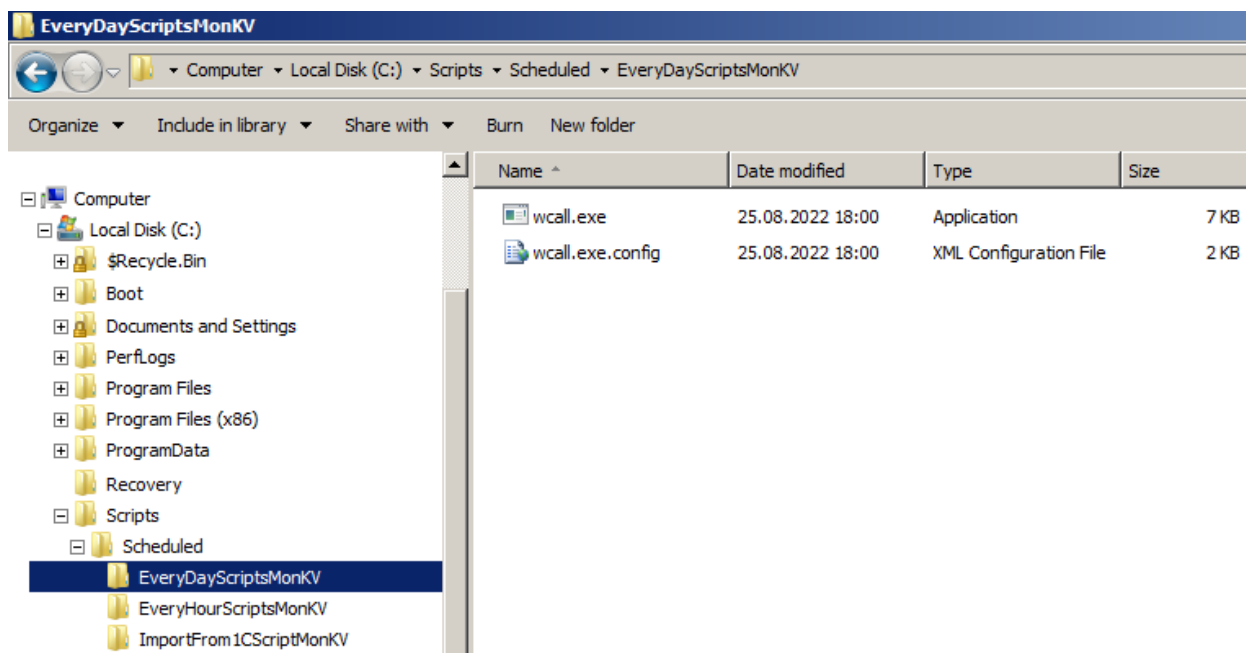 EveryDayScriptsMonKV
Computer Local Disk (C:) Scripts Scheduled EveryDayScriptsMonKV
Organize Include in library Share with Burn New folder
Computer
Local Disk (C:)
$Recycle.Bin
Boot
Documents and Settings
PerfLogs
Program Files
Program Files (x86)
ProgramData
Recovery
Scripts
Scheduled
EveryDayScriptsMonKV
EveryHourScriptsMonKV
ImportFrom1CScriptMonKV
Name Date modified Type Size
wcall.exe 25.08.2022 18:00 Application 7 KB
wcall.exe.config 25.08.2022 18:00 XML Configuration File 2 KB